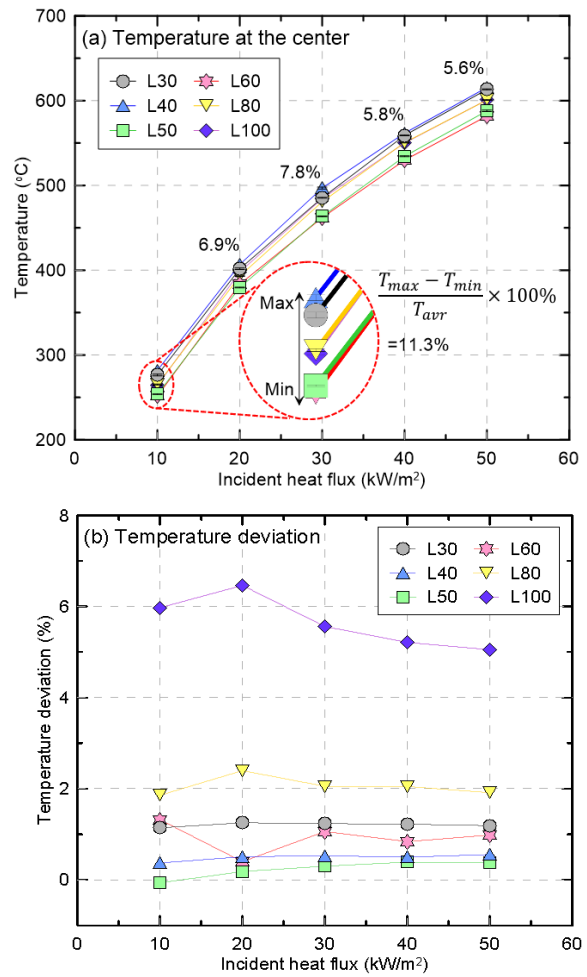 (a) Temperature at the center
L30 L60
L40 L80
L50 L100
5.6%
5.8%
7.8%
6.9%
Max
Min
T_max − T_min
T_avr
× 100%
=11.3%
700
600
500
400
300
200
Temperature (°C)
0 10 20 30 40 50 60
Incident heat flux (kW/m²)
(b) Temperature deviation
L30 L60
L40 L80
L50 L100
8
6
4
2
0
Temperature deviation (%)
0 10 20 30 40 50 60
Incident heat flux (kW/m²)